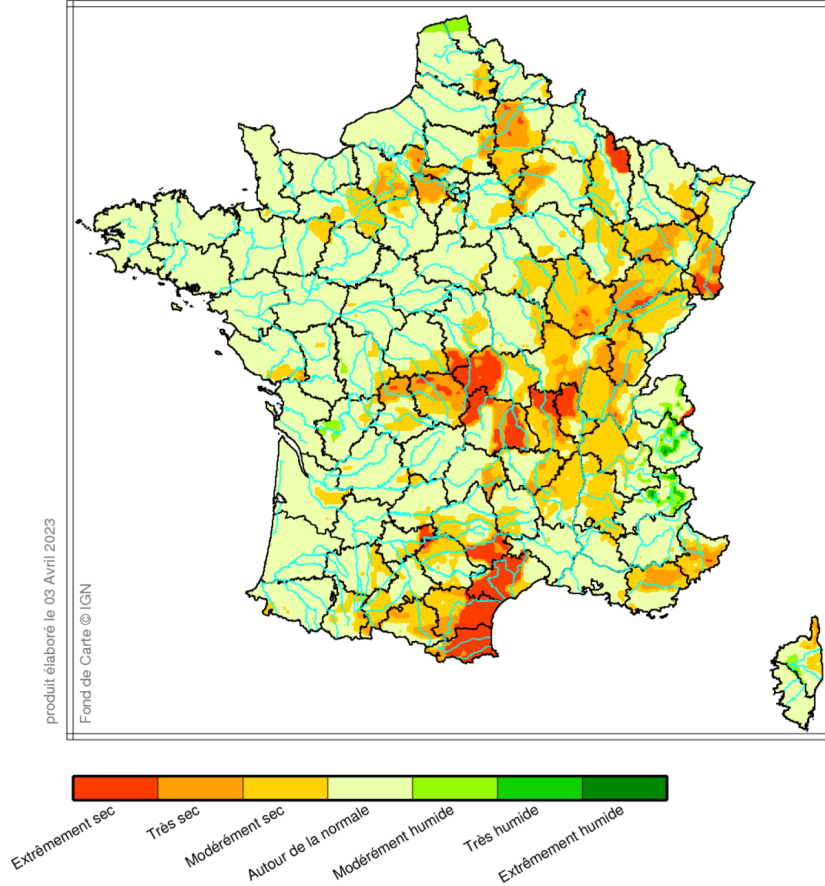 produit élaboré le 03 Avril 2023
Fond de Carte © IGN
Extrêmement sec
Très sec
Modérément sec
Autour de la normale
Modérément humide
Très humide
Extrêmement humide